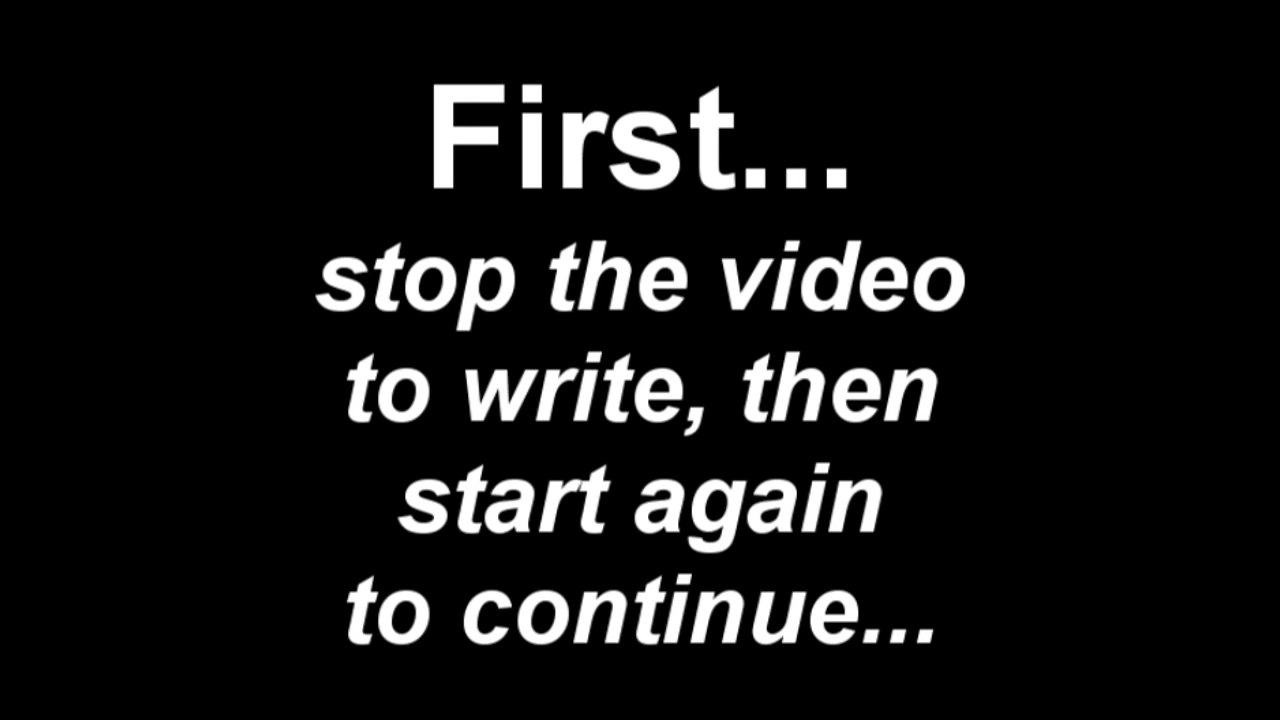 First...
stop the video
to write, then
start again
to continue...